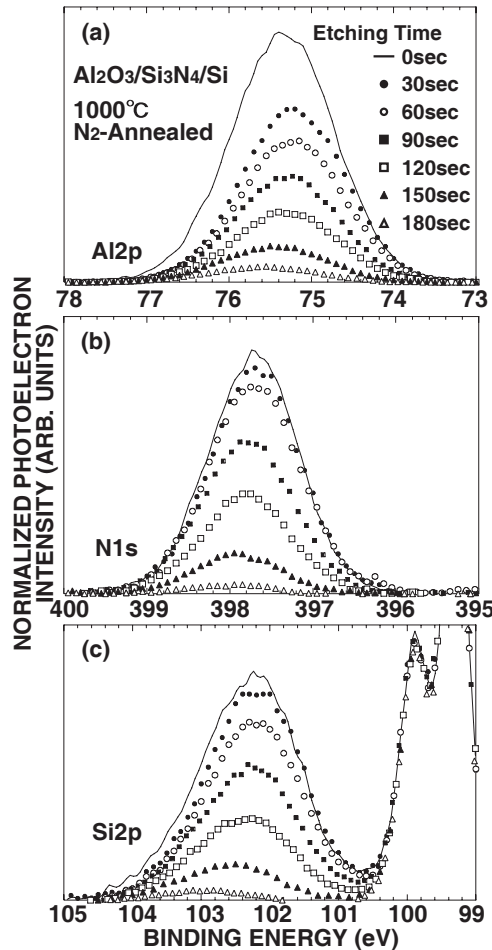 (a)
Al2O3/Si3N4/Si
1000°C
N2-Annealed
Al2p
Etching Time
0sec
30sec
60sec
90sec
120sec
150sec
180sec
78 77 76 75 74 73
(b)
N1s
400 399 398 397 396 395
(c)
Si2p
105 104 103 102 101 100 99
BINDING ENERGY (eV)
NORMALIZED PHOTOELECTRON
INTENSITY (ARB. UNITS)